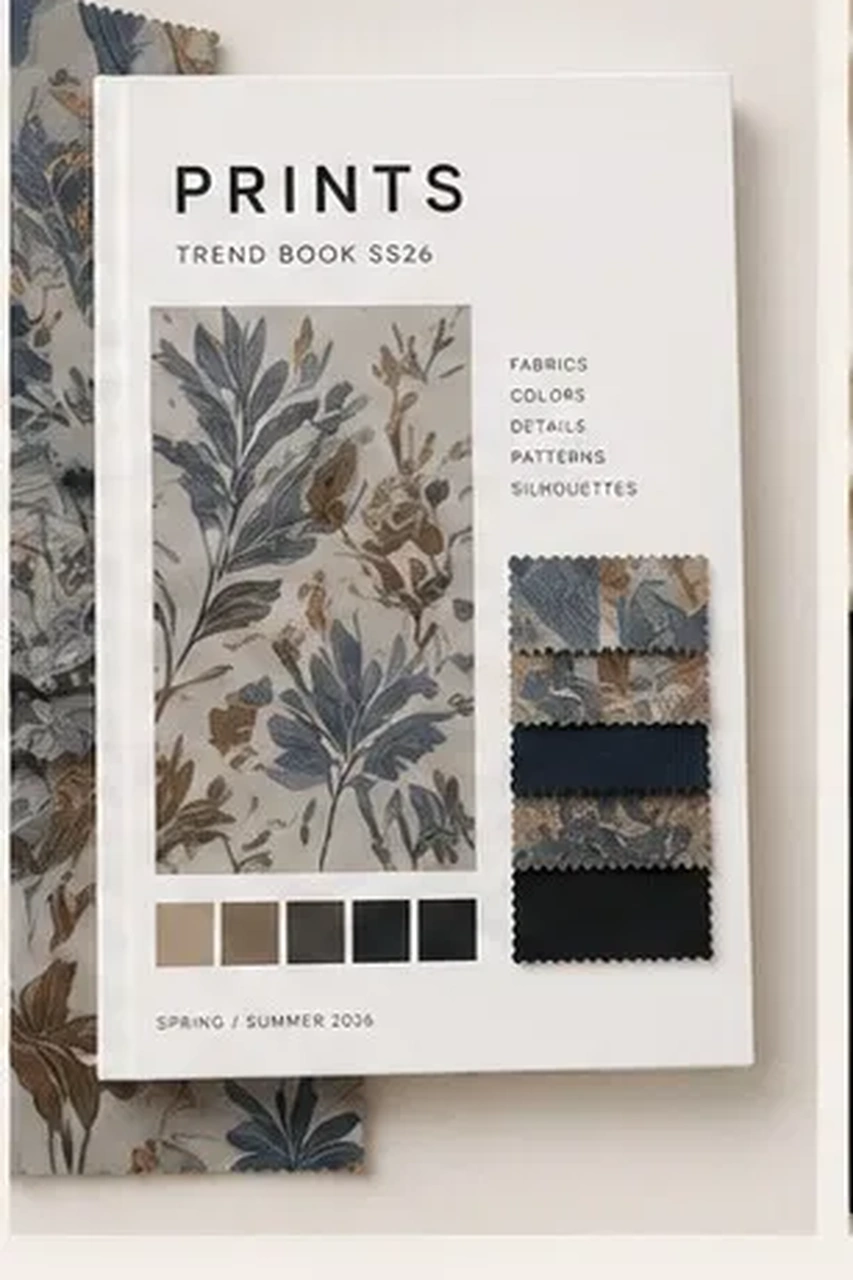 PRINTS
TREND BOOK SS26
FABRICS
COLORS
DETAILS
PATTERNS
SILHOUETTES
SPRING / SUMMER 2036